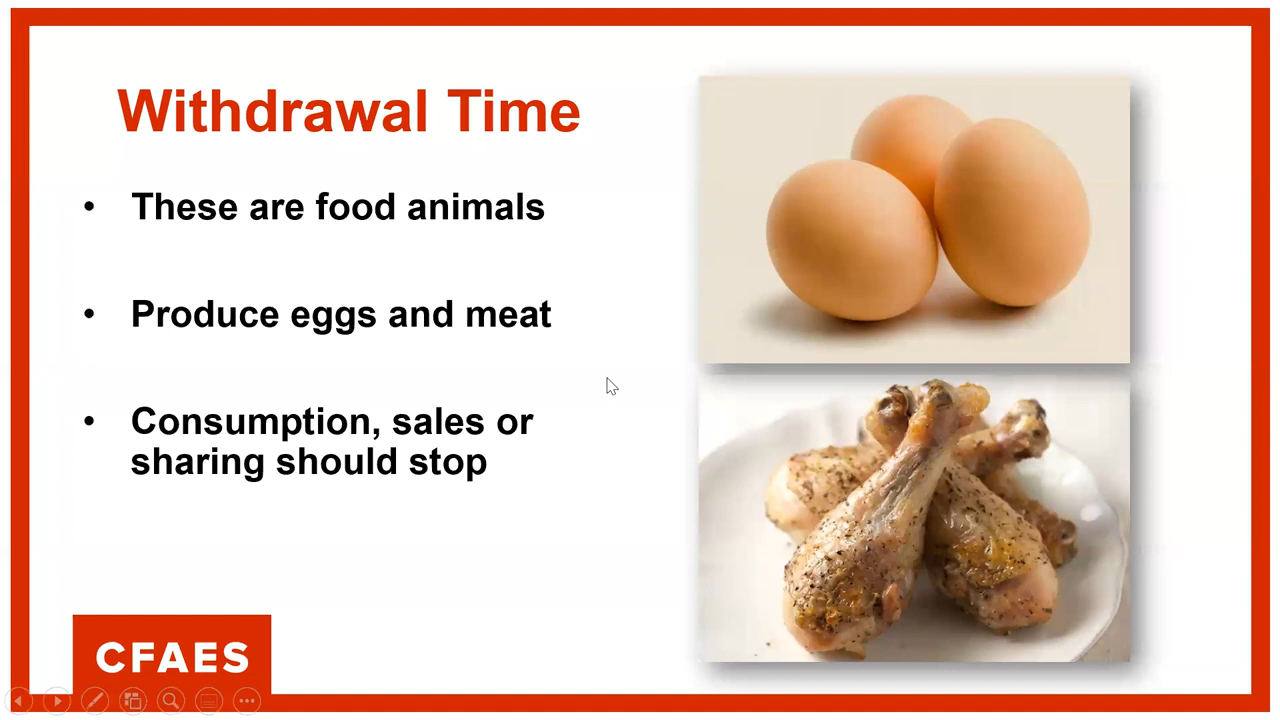 Withdrawal Time
• These are food animals
• Produce eggs and meat
• Consumption, sales or
sharing should stop
CFAES